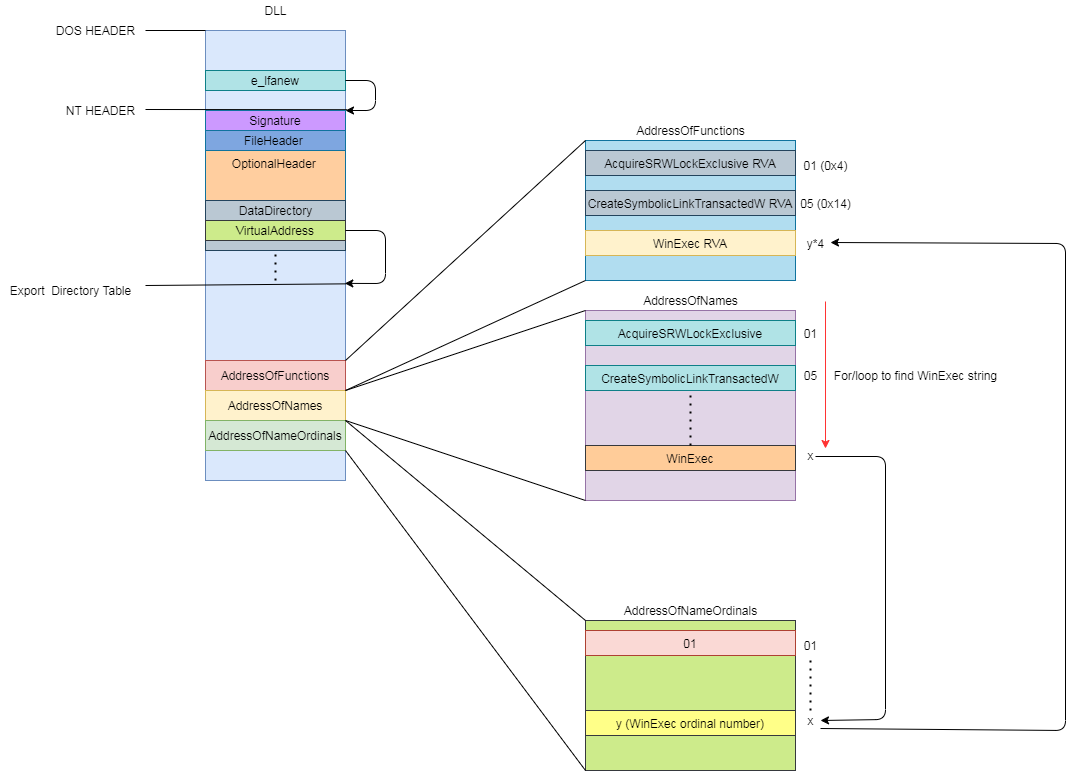 DLL
DOS HEADER
e_lfanew
NT HEADER
Signature
FileHeader
OptionalHeader
DataDirectory
VirtualAddress
Export Directory Table
AddressOfFunctions
AddressOfNames
AddressOfNameOrdinals
AddressOfFunctions
AcquireSRWLockExclusive RVA
01 (0x4)
CreateSymbolicLinkTransactedW RVA
05 (0x14)
WinExec RVA
y*4
AddressOfNames
AcquireSRWLockExclusive
01
CreateSymbolicLinkTransactedW
05
For/loop to find WinExec string
WinExec
x
AddressOfNameOrdinals
01
01
y (WinExec ordinal number)
x